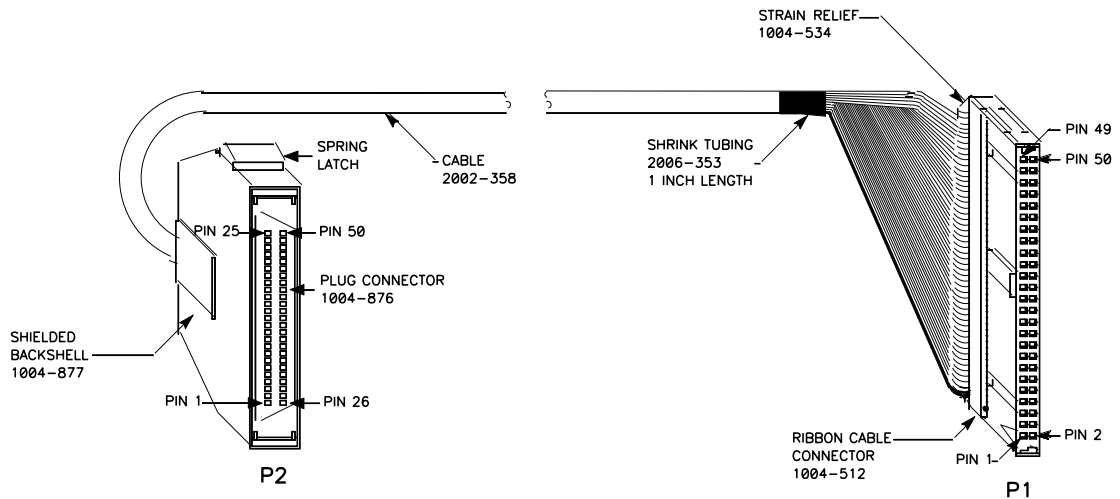 STRAIN RELIEF
1004-534
PIN 49
PIN 50
SHRINK TUBING
2006-353
1 INCH LENGTH
SPRING
LATCH
CABLE
2002-358
PIN 25
PIN 50
PLUG CONNECTOR
1004-876
SHIELDED
BACKSHELL
1004-877
PIN 1
PIN 26
P2
RIBBON CABLE
CONNECTOR
1004-512
PIN 1
PIN 2
P1